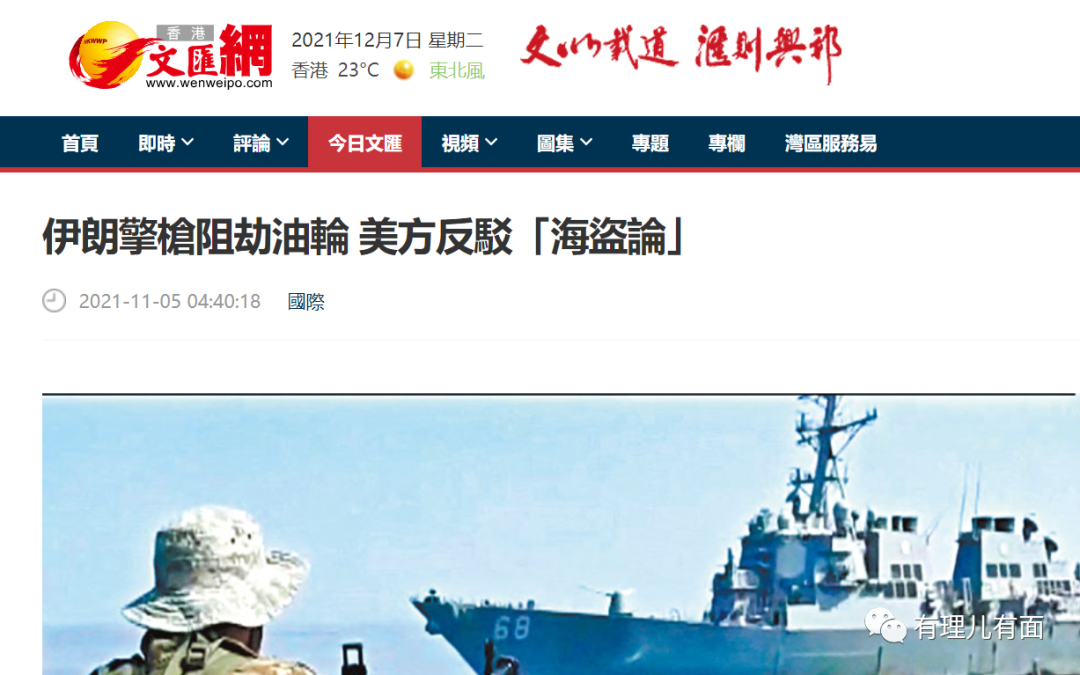 HKWWP
香港
文匯網
www.wenweipo.com
2021年12月7日 星期二
香港 23°C 東北風
文以載道 滙則興邦
首頁 即時 評論 今日文匯 視頻 圖集 專題 專欄 灣區服務易
伊朗擎槍阻劫油輪 美方反駁「海盜論」
2021-11-05 04:40:18 國際
68
有理儿有面